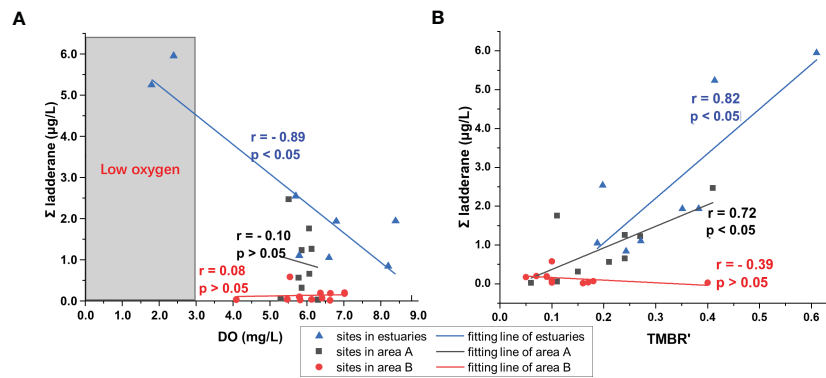 A
B
Σ ladderane (μg/L)
6.0
5.0
4.0
3.0
2.0
1.0
0.0
Low oxygen
r = - 0.89
p < 0.05
r = - 0.10
p > 0.05
r = 0.08
p > 0.05
0.0 1.0 2.0 3.0 4.0 5.0 6.0 7.0 8.0 9.0
DO (mg/L)
Σ ladderane (μg/L)
6.0
5.0
4.0
3.0
2.0
1.0
0.0
r = 0.82
p < 0.05
r = 0.72
p < 0.05
r = - 0.39
p > 0.05
0.0 0.1 0.2 0.3 0.4 0.5 0.6
TMBR'
sites in estuaries fitting line of estuaries
sites in area A fitting line of area A
sites in area B fitting line of area B